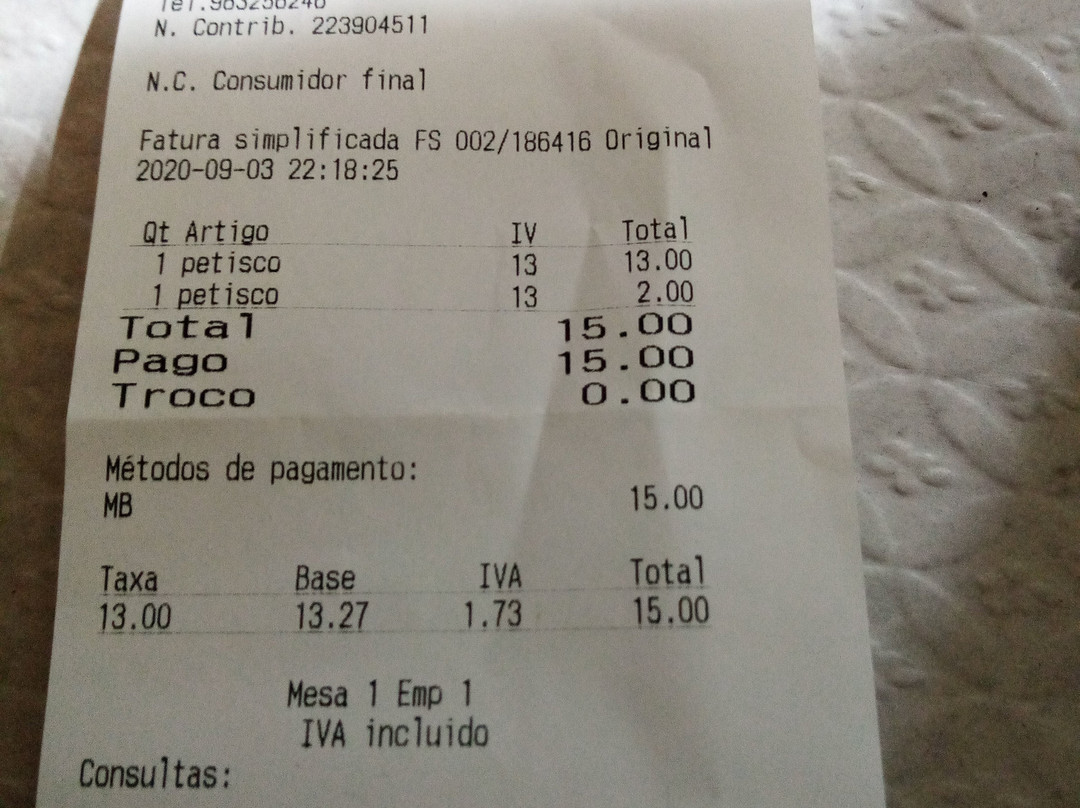 Tel.963256246
N. Contrib. 223904511
N.C. Consumidor final
Fatura simplificada FS 002/186416 Original
2020-09-03 22:18:25
Qt Artigo IV Total
1 petisco 13 13.00
1 petisco 13 2.00
Total 15.00
Pago 15.00
Troco 0.00
Métodos de pagamento:
MB 15.00
Taxa Base IVA Total
13.00 13.27 1.73 15.00
Mesa 1 Emp 1
IVA incluido
Consultas: